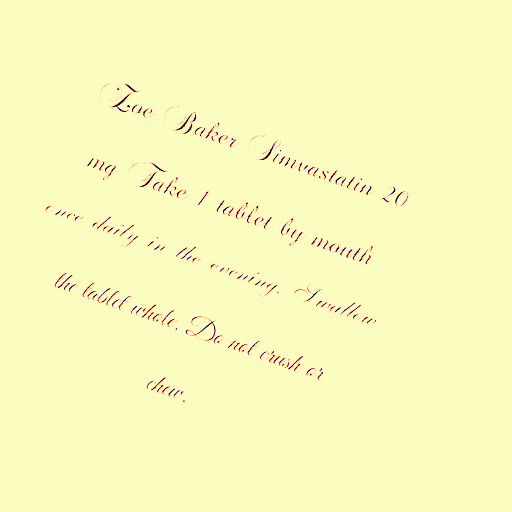 Zoe Baker Simvastatin 20
mg Take 1 tablet by mouth
once daily in the evening. Swallow
the tablet whole. Do not crush or
chew.